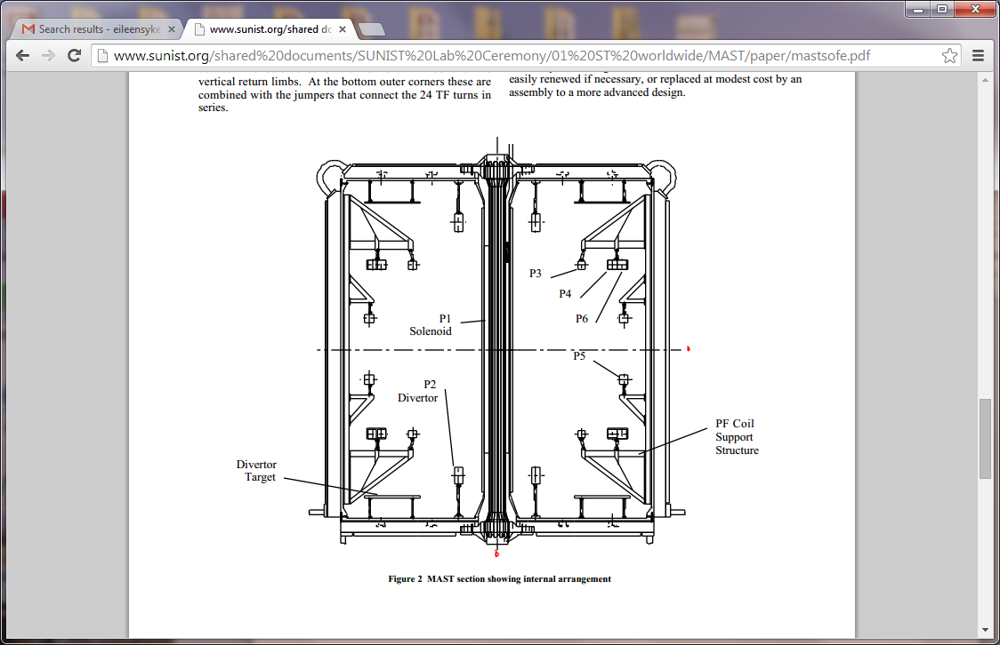 Search results - eileensyke
www.sunist.org/shared dc
www.sunist.org/shared%20documents/SUNIST%20Lab%20Ceremony/01%20ST%20worldwide/MAST/paper/mastsofe.pdf
vertical return limbs. At the bottom outer corners these are
combined with the jumpers that connect the 24 TF turns in
series.
easily renewed if necessary, or replaced at modest cost by an
assembly to a more advanced design.
P3
P4
P6
P1
Solenoid
P5
P2
Divertor
PF Coil
Support
Structure
Divertor
Target
Figure 2 MAST section showing internal arrangement